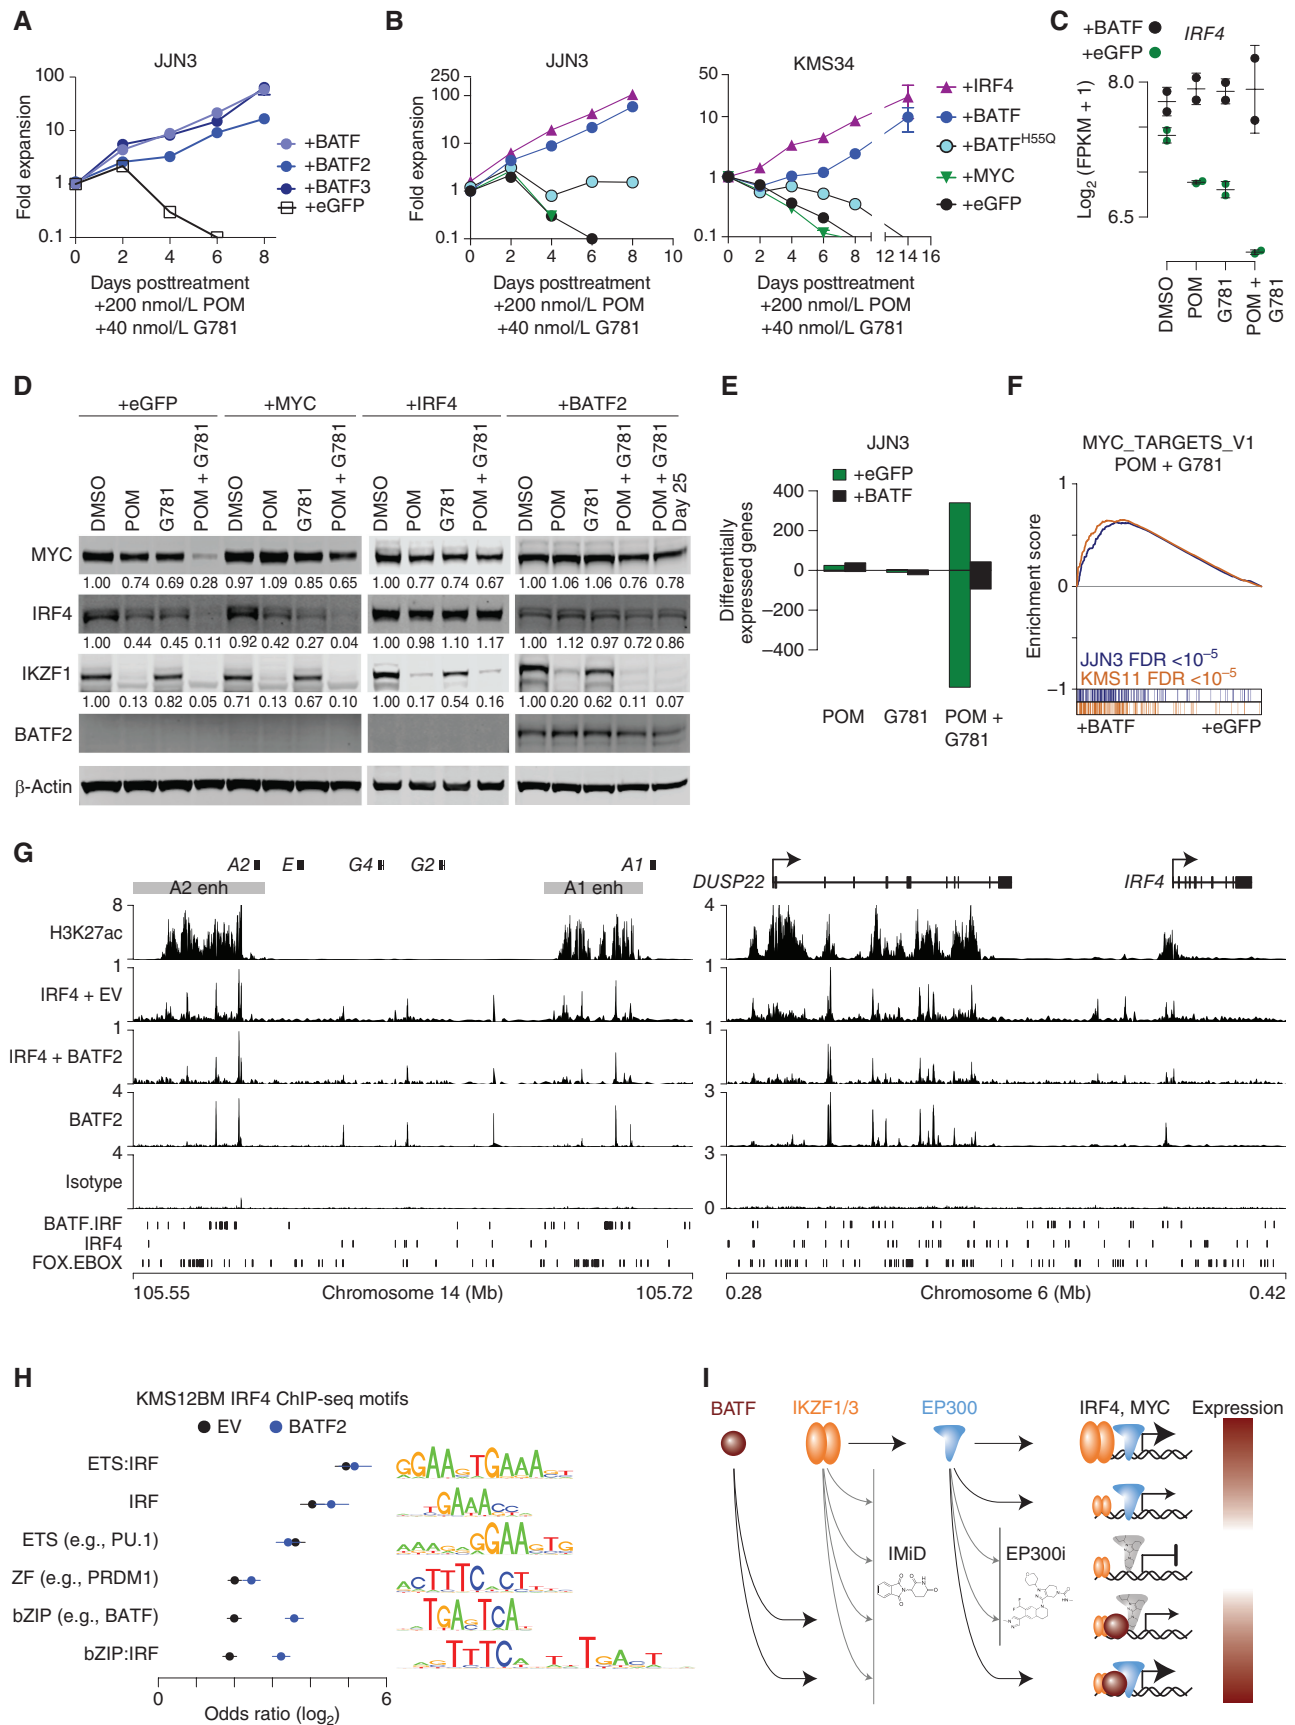 A
JJN3
Fold expansion
100
10
1
0.1
0 2 4 6 8
Days posttreatment
+200 nmol/L POM
+40 nmol/L G781
+BATF
+BATF2
+BATF3
+eGFP
B
JJN3
Fold expansion
250
100
10
1
0.1
0 2 4 6 8 10
Days posttreatment
+200 nmol/L POM
+40 nmol/L G781
KMS34
50
10
1
0.1
0 2 4 6 8 12 14 16
Days posttreatment
+200 nmol/L POM
+40 nmol/L G781
+IRF4
+BATF
+BATFH55Q
+MYC
+eGFP
C
+BATF
+eGFP
IRF4
Log2 (FPKM + 1)
8.0
6.5
DMSO
POM
G781
POM +
G781
D
+eGFP +MYC +IRF4 +BATF2
DMSO POM G781 POM + G781 DMSO POM G781 POM + G781 DMSO POM G781 POM + G781 DMSO POM G781 POM + G781 POM + G781 Day 25
MYC
1.00 0.74 0.69 0.28 0.97 1.09 0.85 0.65 1.00 0.77 0.74 0.67 1.00 1.06 1.06 0.76 0.78
IRF4
1.00 0.44 0.45 0.11 0.92 0.42 0.27 0.04 1.00 0.98 1.10 1.17 1.00 1.12 0.97 0.72 0.86
IKZF1
1.00 0.13 0.82 0.05 0.71 0.13 0.67 0.10 1.00 0.17 0.54 0.16 1.00 0.20 0.62 0.11 0.07
BATF2
β-Actin
E
JJN3
+eGFP
+BATF
Differentially
expressed genes
400
200
0
−200
−400
POM G781 POM +
G781
F
MYC_TARGETS_V1
POM + G781
Enrichment score
1
0
−1
JJN3 FDR <10−5
KMS11 FDR <10−5
+BATF +eGFP
G
A2 E G4 G2 A1
A2 enh A1 enh
DUSP22 IRF4
H3K27ac
8 4
IRF4 + EV
1 1
IRF4 + BATF2
1 1
BATF2
4 3
Isotype
4 3
0
BATF.IRF
IRF4
FOX.EBOX
105.55 Chromosome 14 (Mb) 105.72
0.28 Chromosome 6 (Mb) 0.42
H
KMS12BM IRF4 ChIP-seq motifs
EV BATF2
ETS:IRF
IRF
ETS (e.g., PU.1)
ZF (e.g., PRDM1)
bZIP (e.g., BATF)
bZIP:IRF
0 6
Odds ratio (log2)
I
BATF IKZF1/3 EP300 IRF4, MYC Expression
IMiD EP300i